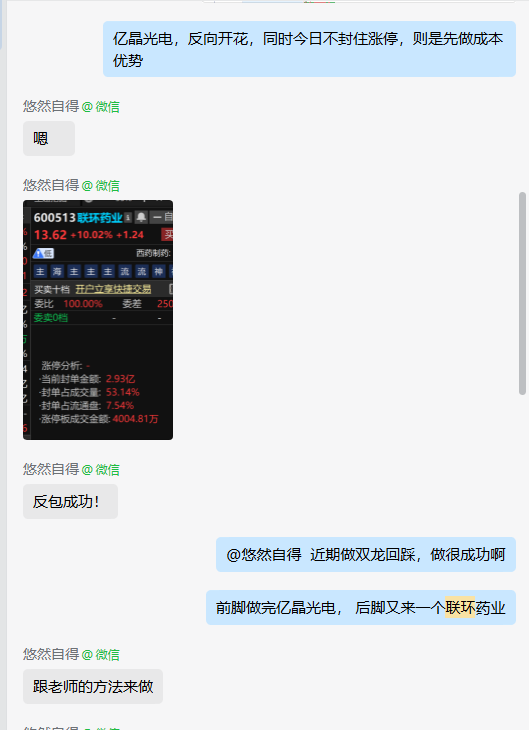 亿晶光电，反向开花，同时今日不封住涨停，则是先做成本
优势
悠然自得@微信
嗯
悠然自得@微信
600513 联环药业
13.62 +10.02% +1.24
西药制药:
主 海 主 主 主 流 流 神
买卖十档 开户立享快捷交易
委比 100.00% 委差 250
委卖0档 - -
涨停分析: -
·当前封单金额: 2.93亿
·封单占成交量: 53.14%
·封单占流通盘: 7.54%
·涨停板成交金额: 4004.81万
悠然自得@微信
反包成功！
@悠然自得 近期做双龙回踩，做很成功啊
前脚做完亿晶光电， 后脚又来一个联环药业
悠然自得@微信
跟老师的方法来做